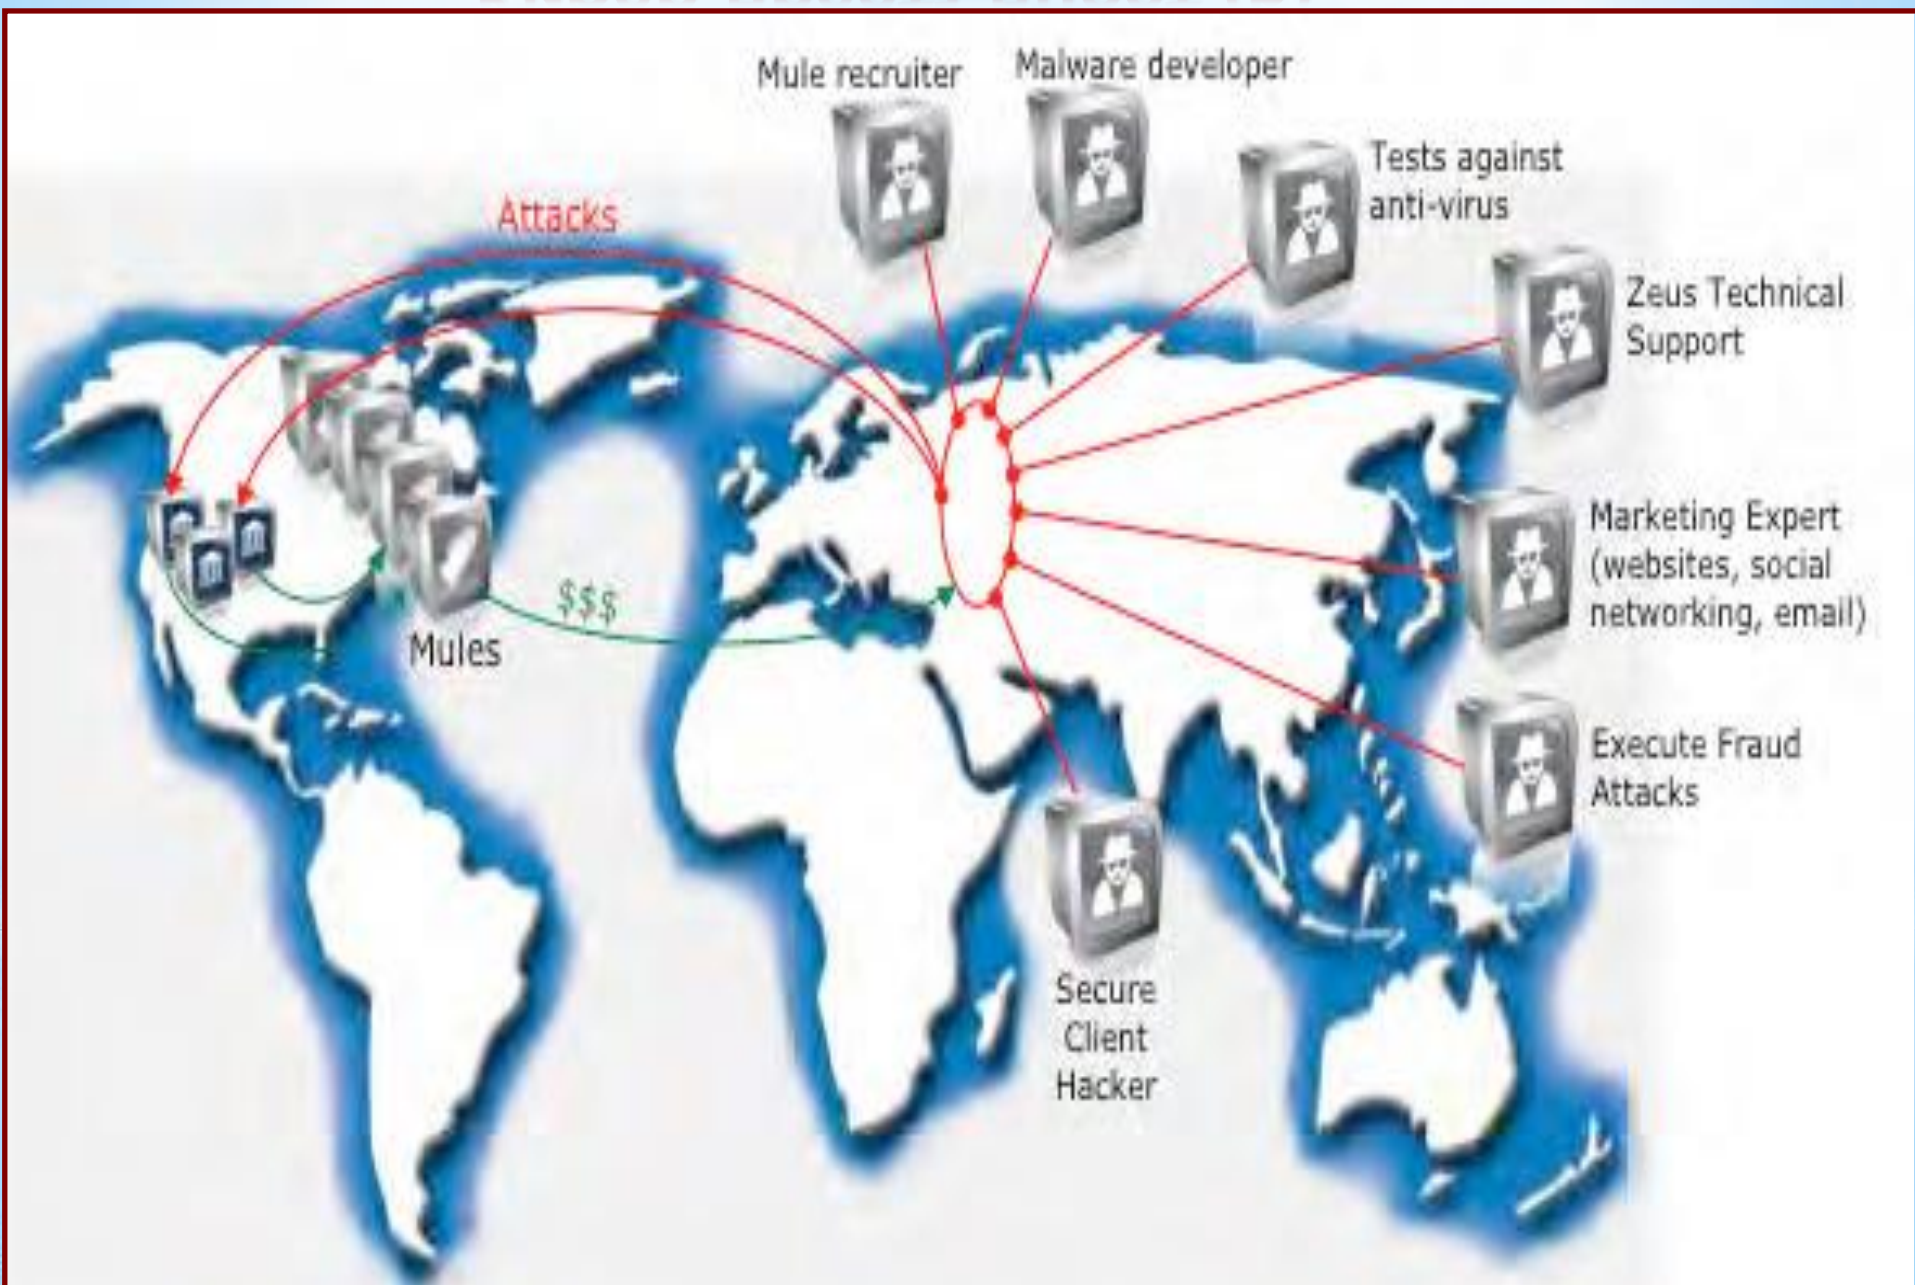 Mule recruiter
Malware developer
Tests against
anti-virus
Attacks
Zeus Technical
Support
Marketing Expert
(websites, social
networking, email)
$$$
Mules
Execute Fraud
Attacks
Secure
Client
Hacker